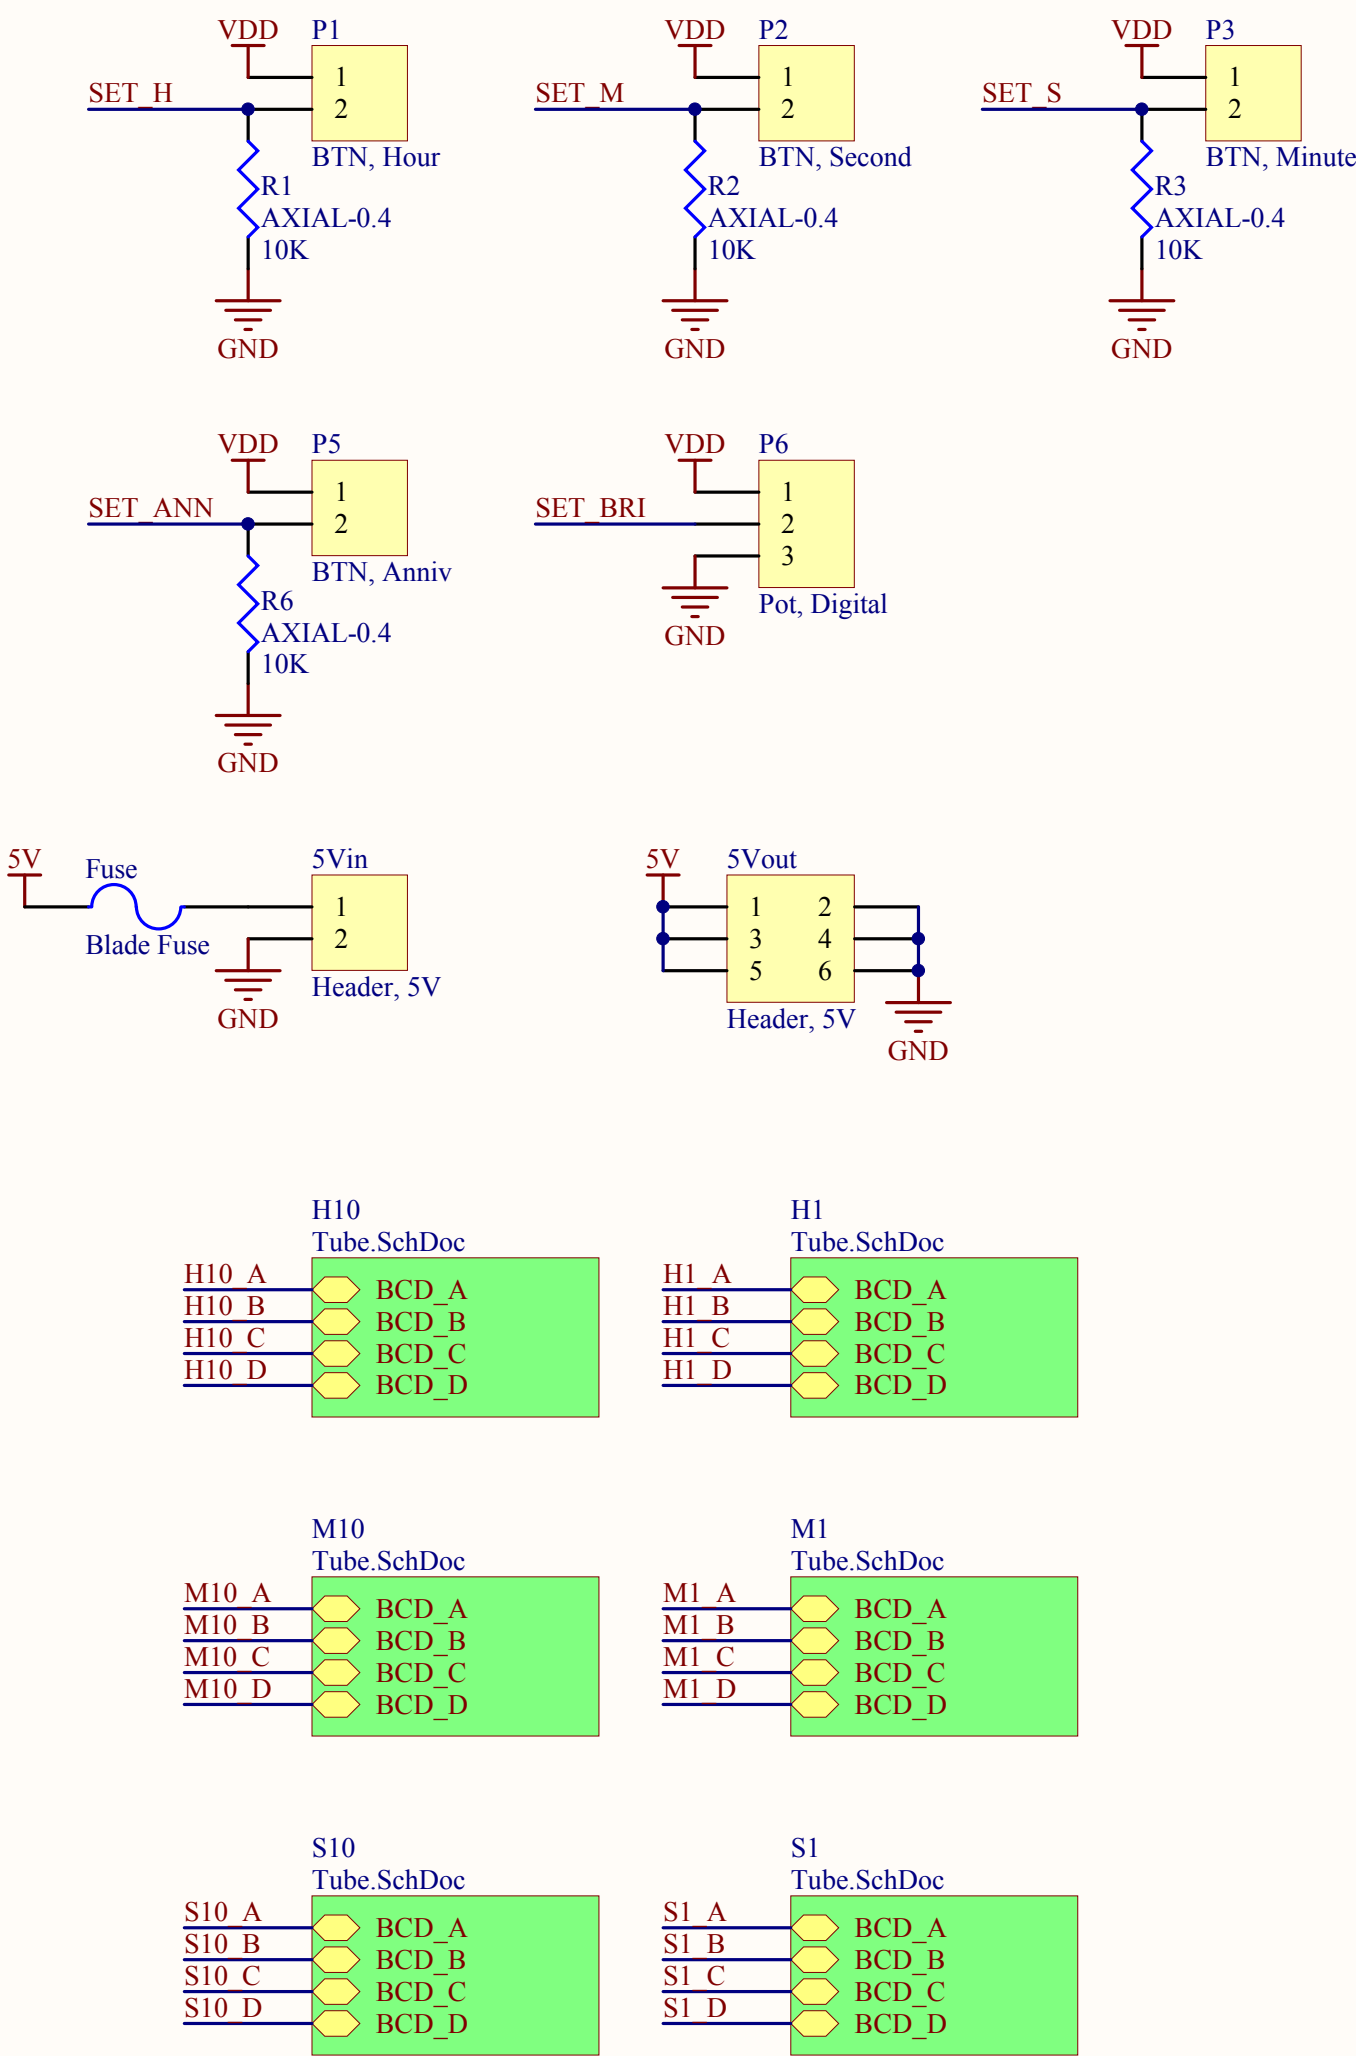 VDD P1
SET_H
1
2
BTN, Hour
R1
AXIAL-0.4
10K
GND
VDD P2
SET_M
1
2
BTN, Second
R2
AXIAL-0.4
10K
GND
VDD P3
SET_S
1
2
BTN, Minute
R3
AXIAL-0.4
10K
GND
VDD P5
SET_ANN
1
2
BTN, Anniv
R6
AXIAL-0.4
10K
GND
VDD P6
SET_BRI
1
2
3
Pot, Digital
GND
5V Fuse 5Vin
1
2
Blade Fuse
Header, 5V
GND
5V 5Vout
1 2
3 4
5 6
Header, 5V
GND
H10
Tube.SchDoc
H10_A BCD_A
H10_B BCD_B
H10_C BCD_C
H10_D BCD_D
H1
Tube.SchDoc
H1_A BCD_A
H1_B BCD_B
H1_C BCD_C
H1_D BCD_D
M10
Tube.SchDoc
M10_A BCD_A
M10_B BCD_B
M10_C BCD_C
M10_D BCD_D
M1
Tube.SchDoc
M1_A BCD_A
M1_B BCD_B
M1_C BCD_C
M1_D BCD_D
S10
Tube.SchDoc
S10_A BCD_A
S10_B BCD_B
S10_C BCD_C
S10_D BCD_D
S1
Tube.SchDoc
S1_A BCD_A
S1_B BCD_B
S1_C BCD_C
S1_D BCD_D